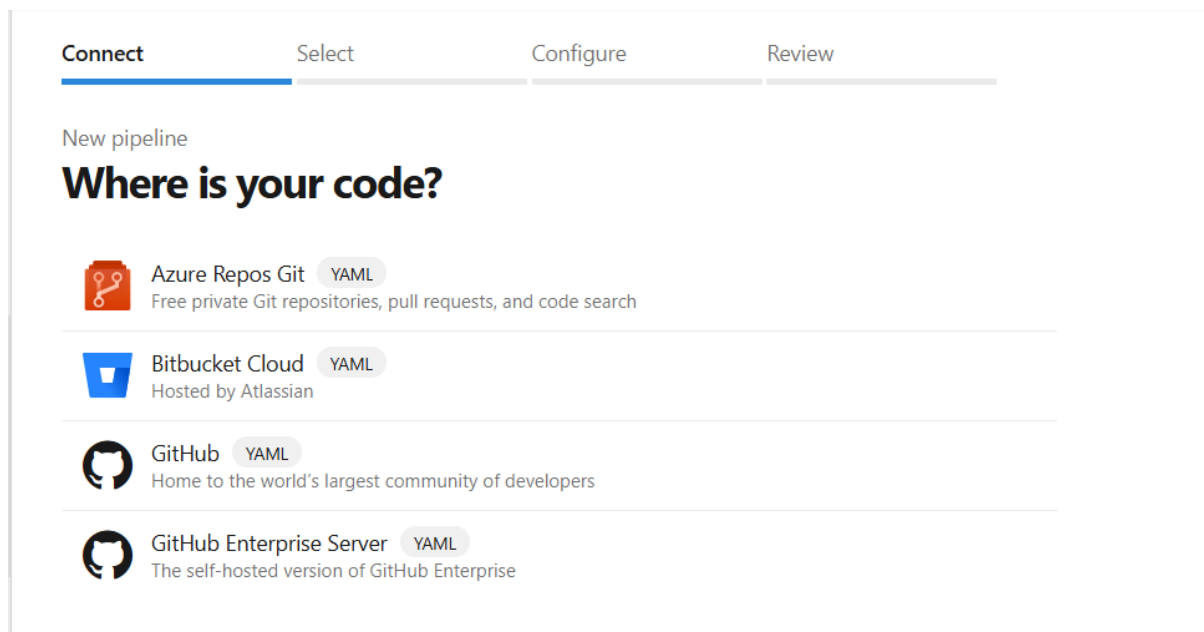 Connect Select Configure Review
New pipeline
Where is your code?
Azure Repos Git YAML
Free private Git repositories, pull requests, and code search
Bitbucket Cloud YAML
Hosted by Atlassian
GitHub YAML
Home to the world’s largest community of developers
GitHub Enterprise Server YAML
The self-hosted version of GitHub Enterprise